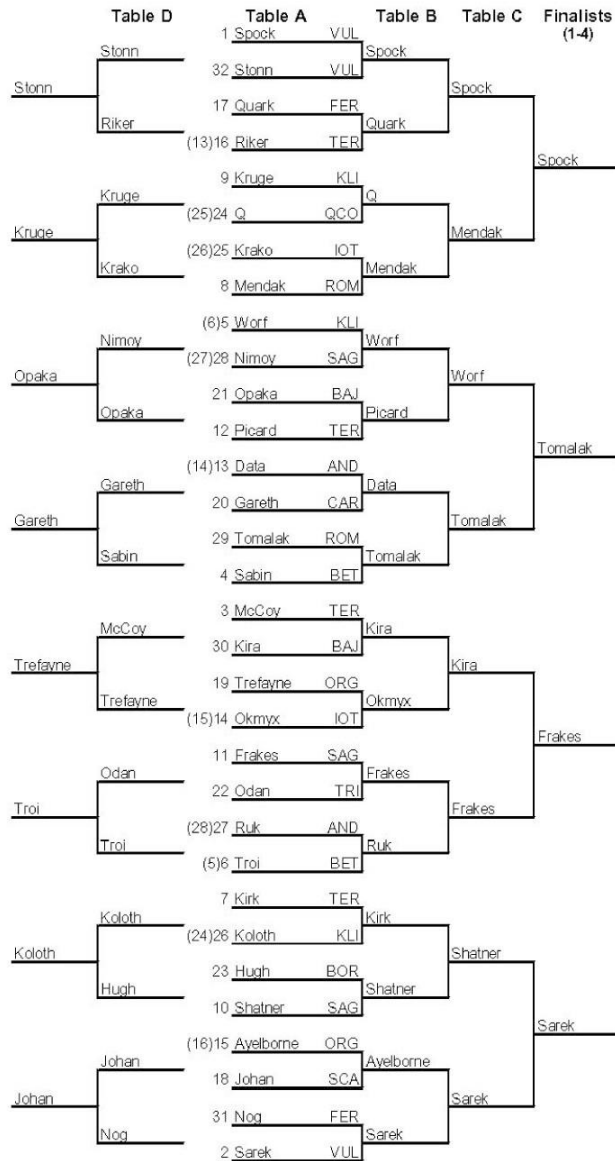 Table D Table A Table B Table C Finalists
(1-4)
1 Spock VUL
Stonn Spock
32 Stonn VUL
Stonn Spock
17 Quark FER
Riker Quark
(13)16 Riker TER
Spock
9 Kruge KLI
Kruge Q
(25)24 Q QCO
Kruge Mendak
(26)25 Krako IOT
Krako Mendak
8 Mendak ROM
(6)5 Worf KLI
Nimoy Worf
(27)28 Nimoy SAG
Opaka Worf
21 Opaka BAJ
Opaka Picard
12 Picard TER
Tomalak
(14)13 Data AND
Gareth Data
20 Gareth CAR
Gareth Tomalak
29 Tomalak ROM
Sabin Tomalak
4 Sabin BET
3 McCoy TER
McCoy Kira
30 Kira BAJ
Trefayne Kira
19 Trefayne ORG
Trefayne Okmyx
(15)14 Okmyx IOT
Frakes
11 Frakes SAG
Odan Frakes
22 Odan TRI
Troi Frakes
(28)27 Ruk AND
Troi Ruk
(5)6 Troi BET
7 Kirk TER
Koloth Kirk
(24)26 Koloth KLI
Koloth Shatner
23 Hugh BOR
Hugh Shatner
10 Shatner SAG
Sarek
(16)15 Ayelborne ORG
Johan Ayelborne
18 Johan SCA
Johan Sarek
31 Nog FER
Nog Sarek
2 Sarek VUL